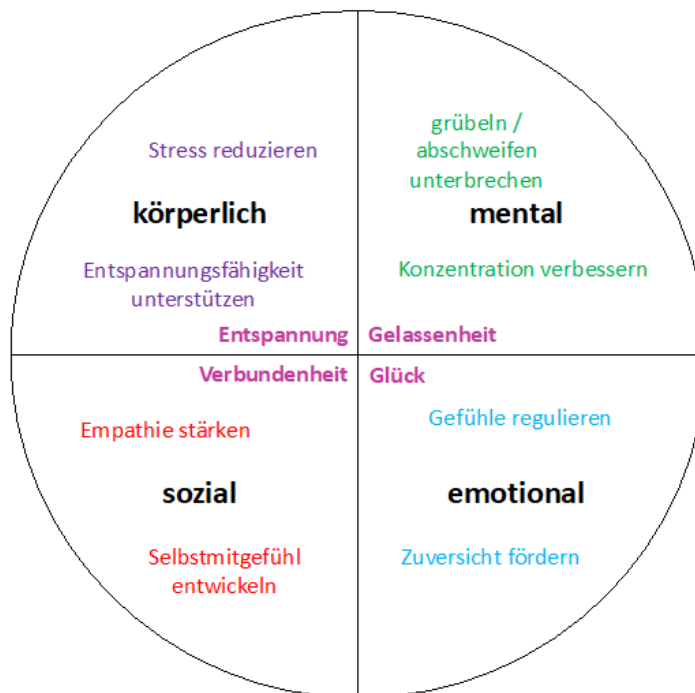 Stress reduzieren
körperlich
Entspannungsfähigkeit
unterstützen
Entspannung
grübeln /
abschweifen
unterbrechen
mental
Konzentration verbessern
Gelassenheit
Verbundenheit
Empathie stärken
sozial
Selbstmitgefühl
entwickeln
Glück
Gefühle regulieren
emotional
Zuversicht fördern